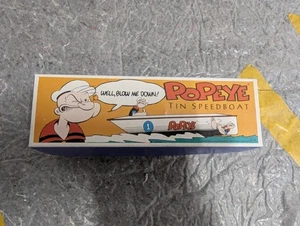 WELL, BLOW ME DOWN!
POPEYE
TIN SPEEDBOAT
1
POPEYE